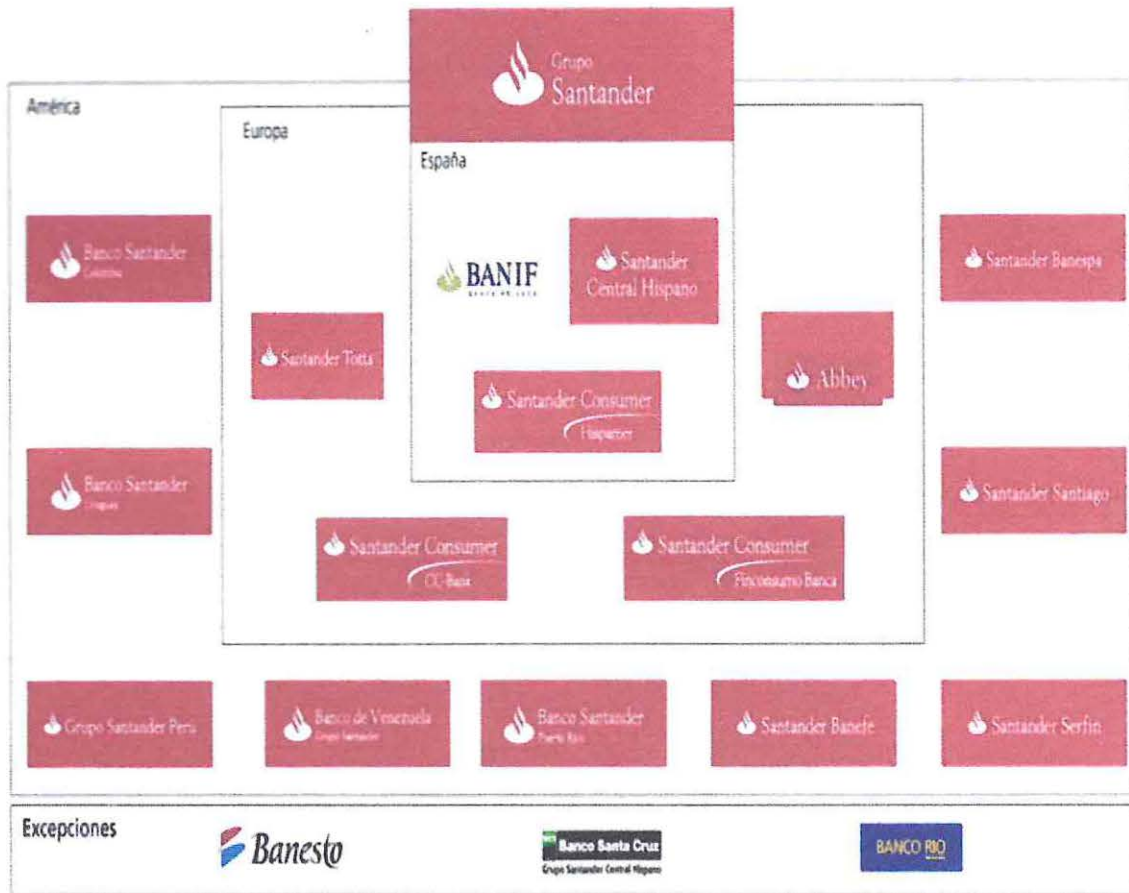 Grupo
Santander
América
Europa
España
Banco Santander
Colombia
BANIF
Santander
Central Hispano
Santander Banespa
Santander Totta
Abbey
Santander Consumer
Hispamer
Banco Santander
Uruguay
Santander Santiago
Santander Consumer
CC-Bank
Santander Consumer
Finconsumo Banca
Grupo Santander Perú
Banco de Venezuela
Grupo Santander
Banco Santander
Puerto Rico
Santander Banefe
Santander Serfin
Excepciones
Banesto
Banco Santa Cruz
Grupo Santander Central Hispano
BANCO RIO